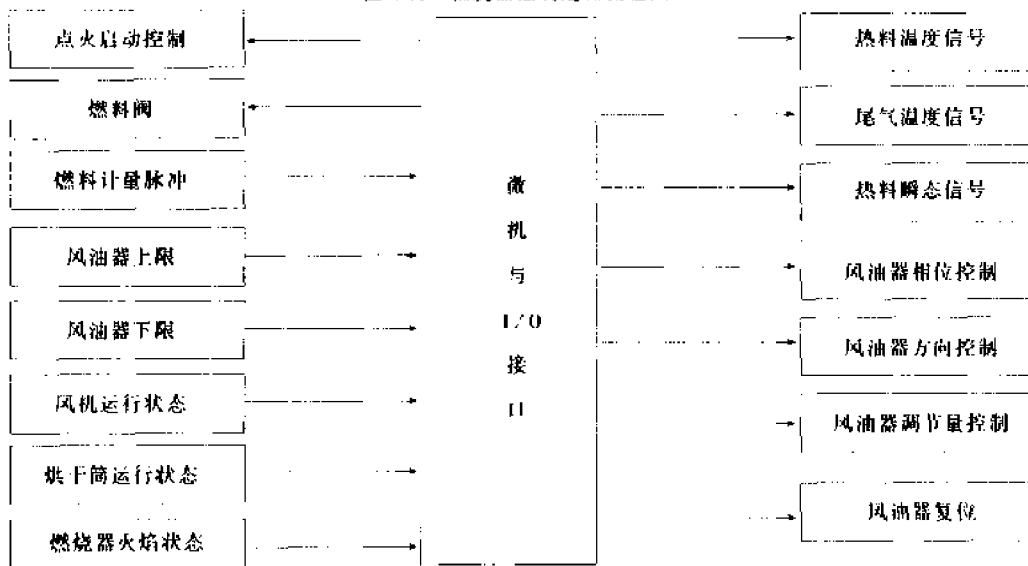 点火启动控制
燃料阀
燃料计量脉冲
风油器上限
风油器下限
风机运行状态
烘干筒运行状态
燃烧器火焰状态
微
机
与
I/O
接
口
热料温度信号
尾气温度信号
热料瞬态信号
风油器相位控制
风油器方向控制
风油器调节量控制
风油器复位